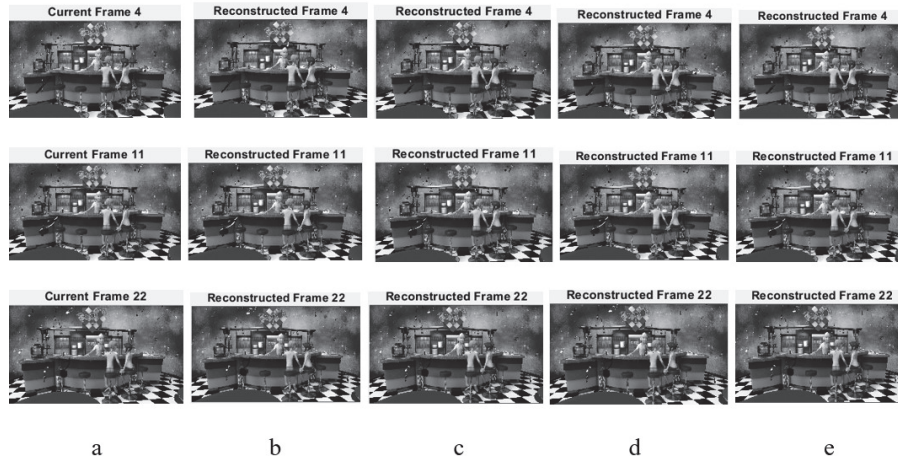 Current Frame 4
Reconstructed Frame 4
Reconstructed Frame 4
Reconstructed Frame 4
Reconstructed Frame 4
Current Frame 11
Reconstructed Frame 11
Reconstructed Frame 11
Reconstructed Frame 11
Reconstructed Frame 11
Current Frame 22
Reconstructed Frame 22
Reconstructed Frame 22
Reconstructed Frame 22
Reconstructed Frame 22
a
b
c
d
e